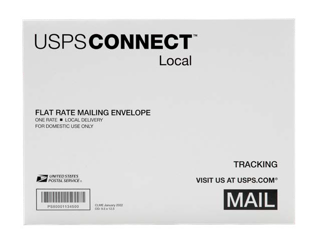 USPS CONNECT™
Local
FLAT RATE MAILING ENVELOPE
ONE RATE ■ LOCAL DELIVERY
FOR DOMESTIC USE ONLY
TRACKING
UNITED STATES
POSTAL SERVICE®
VISIT US AT USPS.COM®
MAIL